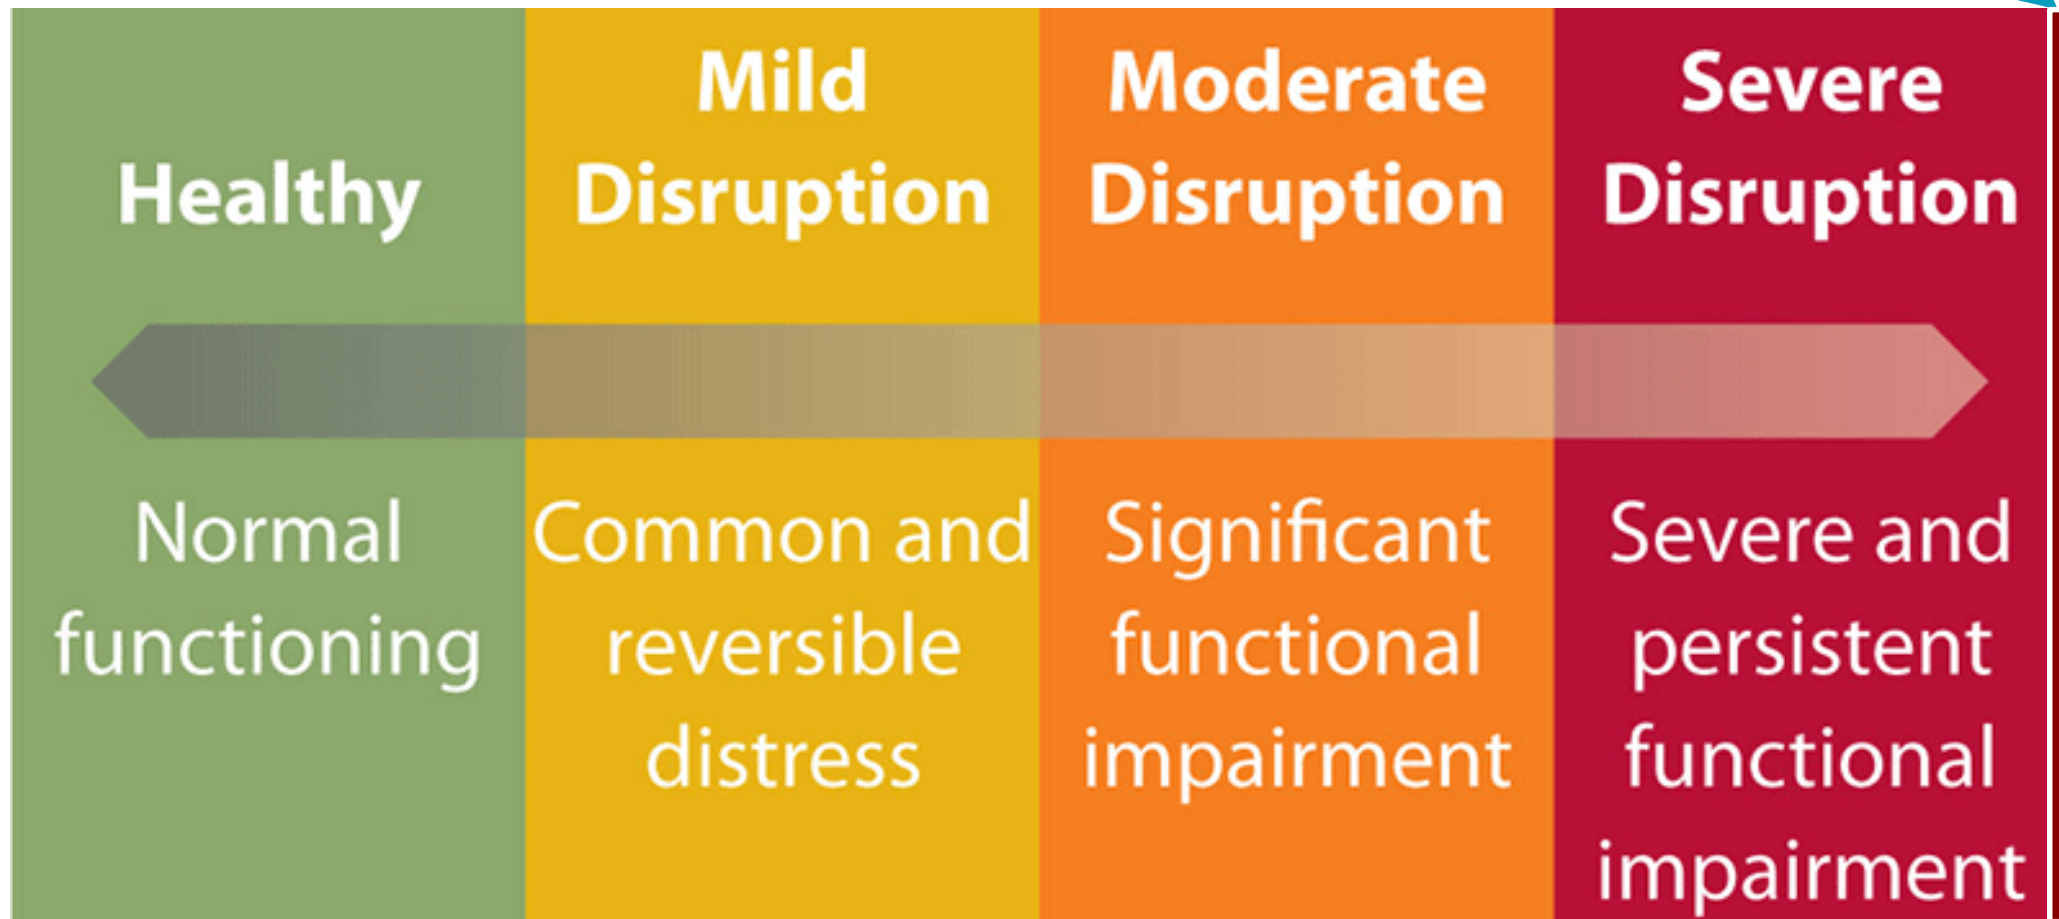 Healthy
Mild
Disruption
Moderate
Disruption
Severe
Disruption
Normal
functioning
Common and
reversible
distress
Significant
functional
impairment
Severe and
persistent
functional
impairment